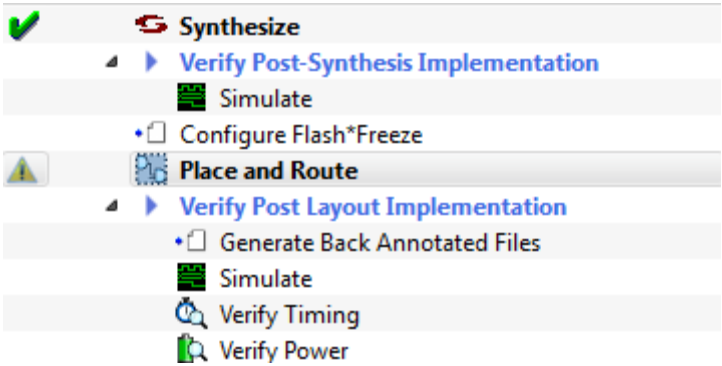 Synthesize
Verify Post-Synthesis Implementation
Simulate
Configure Flash*Freeze
Place and Route
Verify Post Layout Implementation
Generate Back Annotated Files
Simulate
Verify Timing
Verify Power